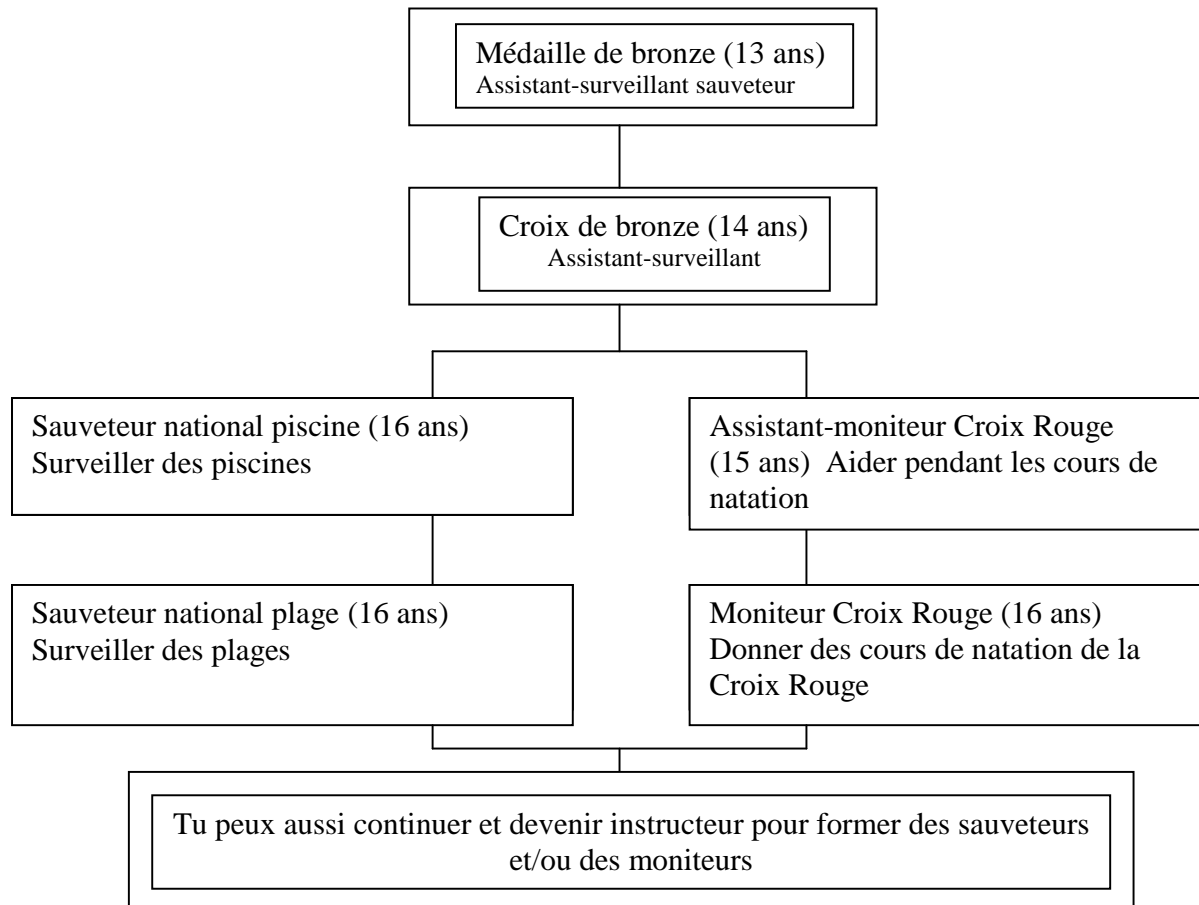 Médaille de bronze (13 ans)
Assistant-surveillant sauveteur
Croix de bronze (14 ans)
Assistant-surveillant
Sauveteur national piscine (16 ans)
Surveiller des piscines
Assistant-moniteur Croix Rouge
(15 ans)  Aider pendant les cours de
natation
Sauveteur national plage (16 ans)
Surveiller des plages
Moniteur Croix Rouge (16 ans)
Donner des cours de natation de la
Croix Rouge
Tu peux aussi continuer et devenir instructeur pour former des sauveteurs
et/ou des moniteurs